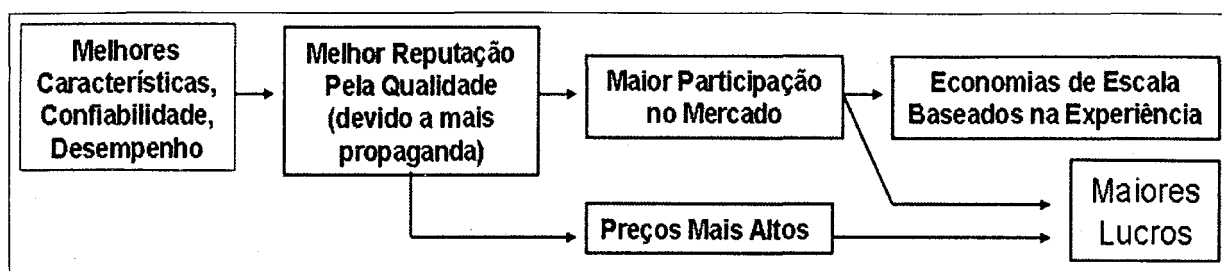 Melhores
Características,
Confiabilidade,
Desempenho
Melhor Reputação
Pela Qualidade
(devido a mais
propaganda)
Maior Participação
no Mercado
Economias de Escala
Baseados na Experiência
Preços Mais Altos
Maiores
Lucros